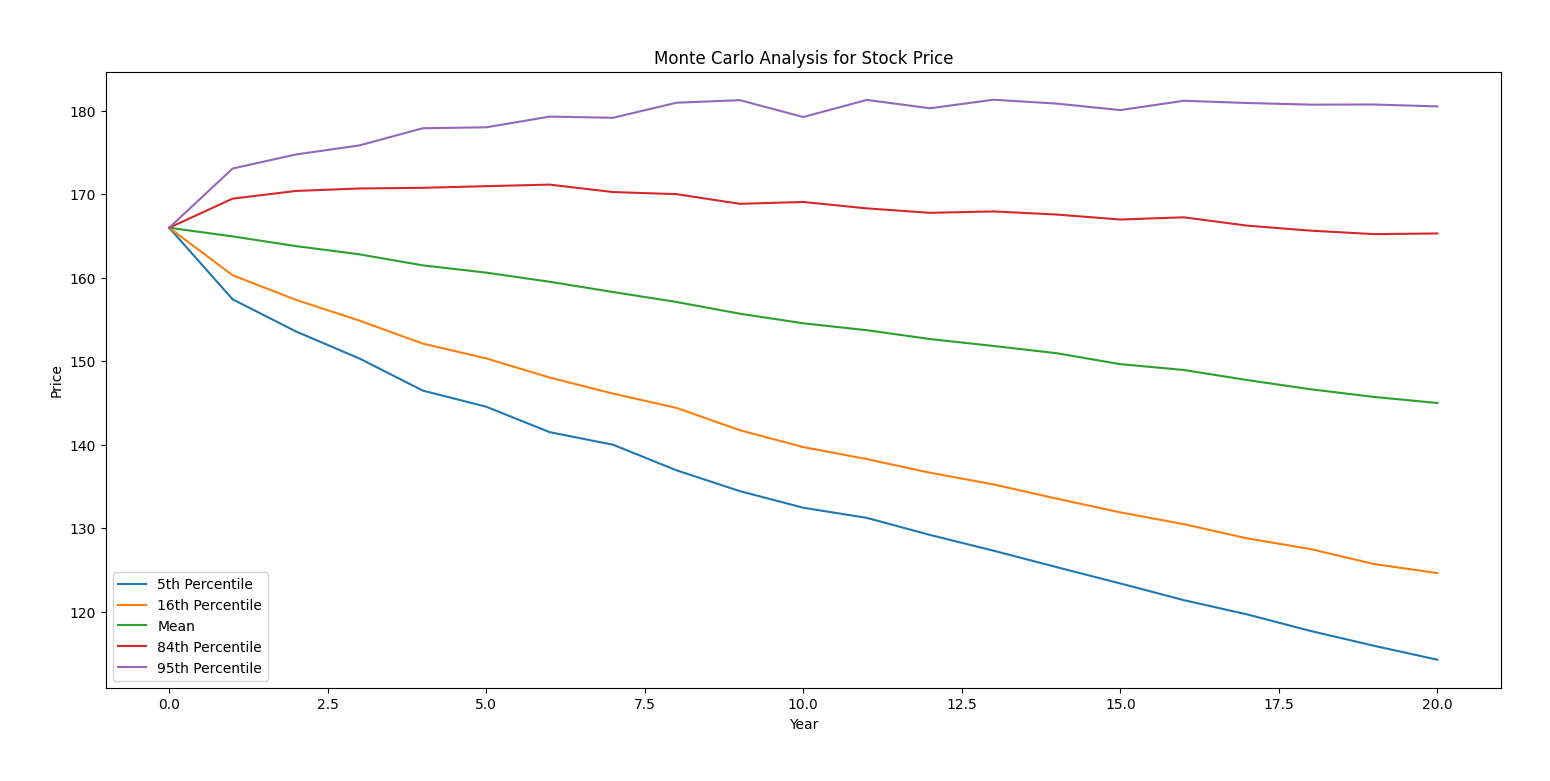 Monte Carlo Analysis for Stock Price
Price
180
170
160
150
140
130
120
5th Percentile
16th Percentile
Mean
84th Percentile
95th Percentile
0.0 2.5 5.0 7.5 10.0 12.5 15.0 17.5 20.0
Year